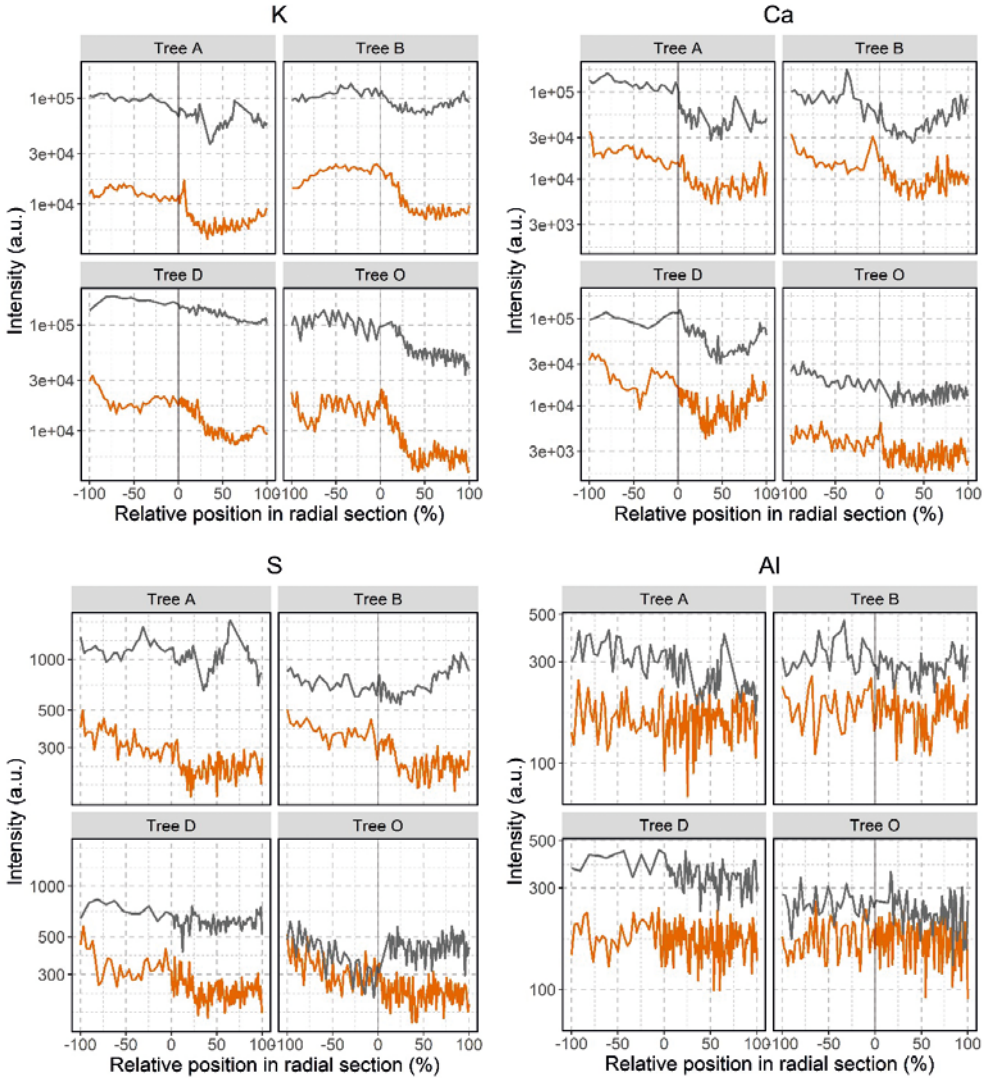 K
Tree A Tree B
1e+05
3e+04
1e+04
Tree D Tree O
1e+05
3e+04
1e+04
-100 -50 0 50 100 -100 -50 0 50 100
Intensity (a.u.)
Relative position in radial section (%)
Ca
Tree A Tree B
1e+05
3e+04
1e+04
3e+03
Tree D Tree O
1e+05
3e+04
1e+04
3e+03
-100 -50 0 50 100 -100 -50 0 50 100
Intensity (a.u.)
Relative position in radial section (%)
S
Tree A Tree B
1000
500
300
Tree D Tree O
1000
500
300
-100 -50 0 50 100 -100 -50 0 50 100
Intensity (a.u.)
Relative position in radial section (%)
Al
Tree A Tree B
500
300
100
Tree D Tree O
500
300
100
-100 -50 0 50 100 -100 -50 0 50 100
Intensity (a.u.)
Relative position in radial section (%)